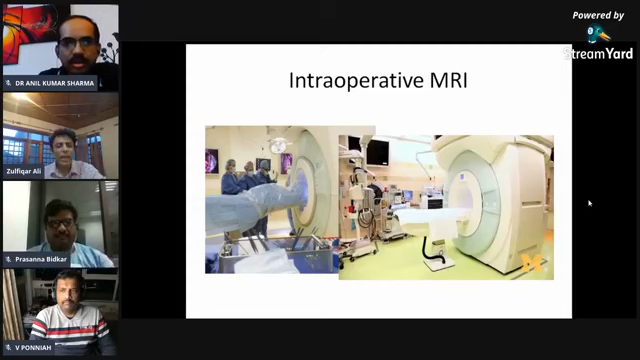 Powered by
StreamYard
DR ANIL KUMAR SHARMA
Zulfiqar Ali
Prasanna Bidkar
V PONNIAH
Intraoperative MRI
M